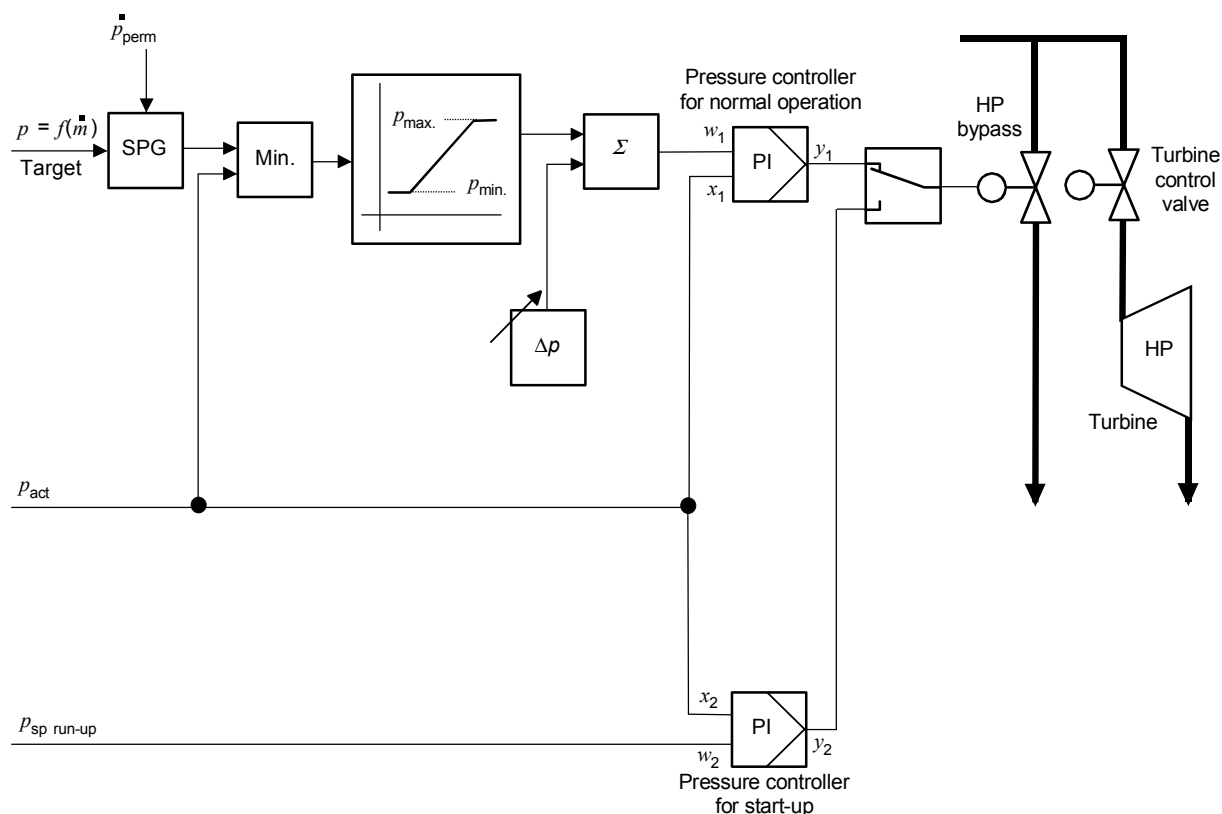 ṗperm
p = f(ṁ)
Target
SPG
Min.
pmax.
pmin.
Σ
Δp
Pressure controller
for normal operation
w1
x1
PI
y1
HP
bypass
Turbine
control
valve
HP
Turbine
pact
psp run-up
x2
w2
PI
y2
Pressure controller
for start-up